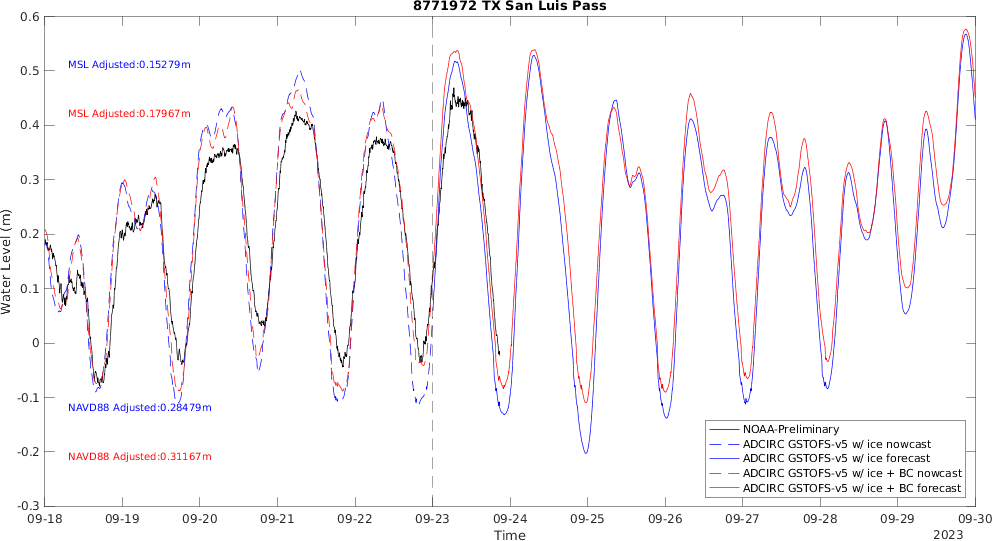 8771972 TX San Luis Pass
0.6
0.5
0.4
0.3
0.2
0.1
0
-0.1
-0.2
-0.3
Water Level (m)
MSL Adjusted:0.15279m
MSL Adjusted:0.17967m
NAVD88 Adjusted:0.28479m
NAVD88 Adjusted:0.31167m
NOAA-Preliminary
ADCIRC GSTOFS-v5 w/ ice nowcast
ADCIRC GSTOFS-v5 w/ ice forecast
ADCIRC GSTOFS-v5 w/ ice + BC nowcast
ADCIRC GSTOFS-v5 w/ ice + BC forecast
09-18 09-19 09-20 09-21 09-22 09-23 09-24 09-25 09-26 09-27 09-28 09-29 09-30
Time
2023